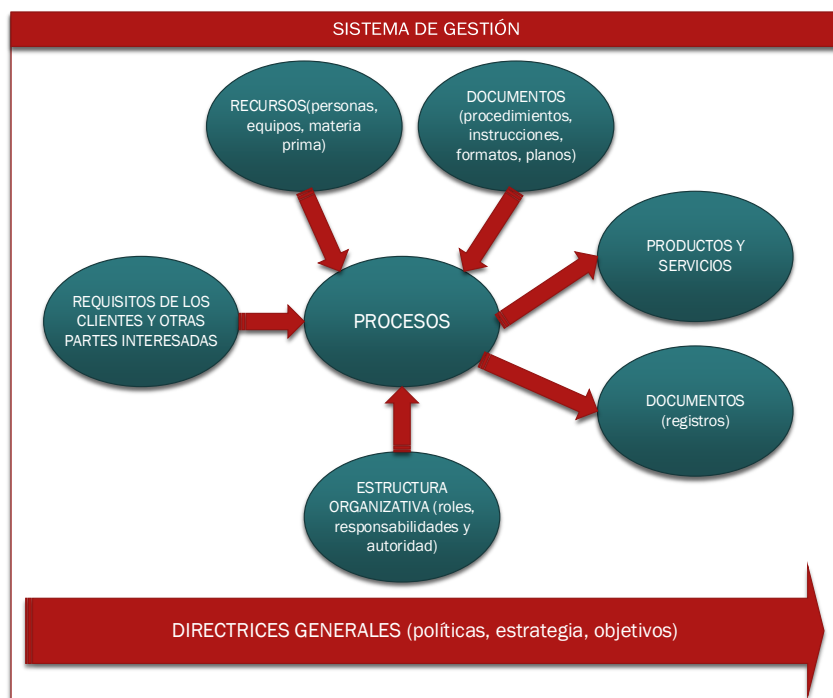 SISTEMA DE GESTIÓN
RECURSOS(personas,
equipos, materia
prima)
DOCUMENTOS
(procedimientos,
instrucciones,
formatos, planos)
PRODUCTOS Y
SERVICIOS
REQUISITOS DE LOS
CLIENTES Y OTRAS
PARTES INTERESADAS
PROCESOS
DOCUMENTOS
(registros)
ESTRUCTURA
ORGANIZATIVA (roles,
responsabilidades y
autoridad)
DIRECTRICES GENERALES (políticas, estrategia, objetivos)